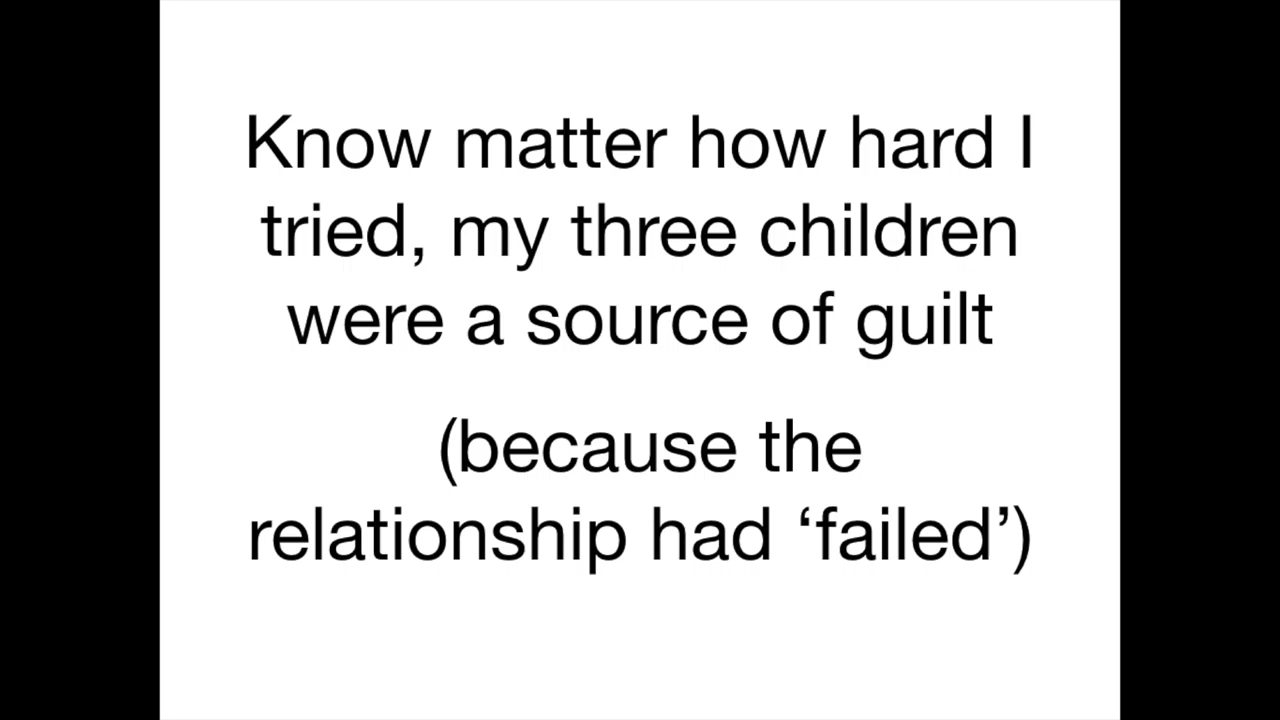 Know matter how hard I
tried, my three children
were a source of guilt
(because the
relationship had ‘failed’)